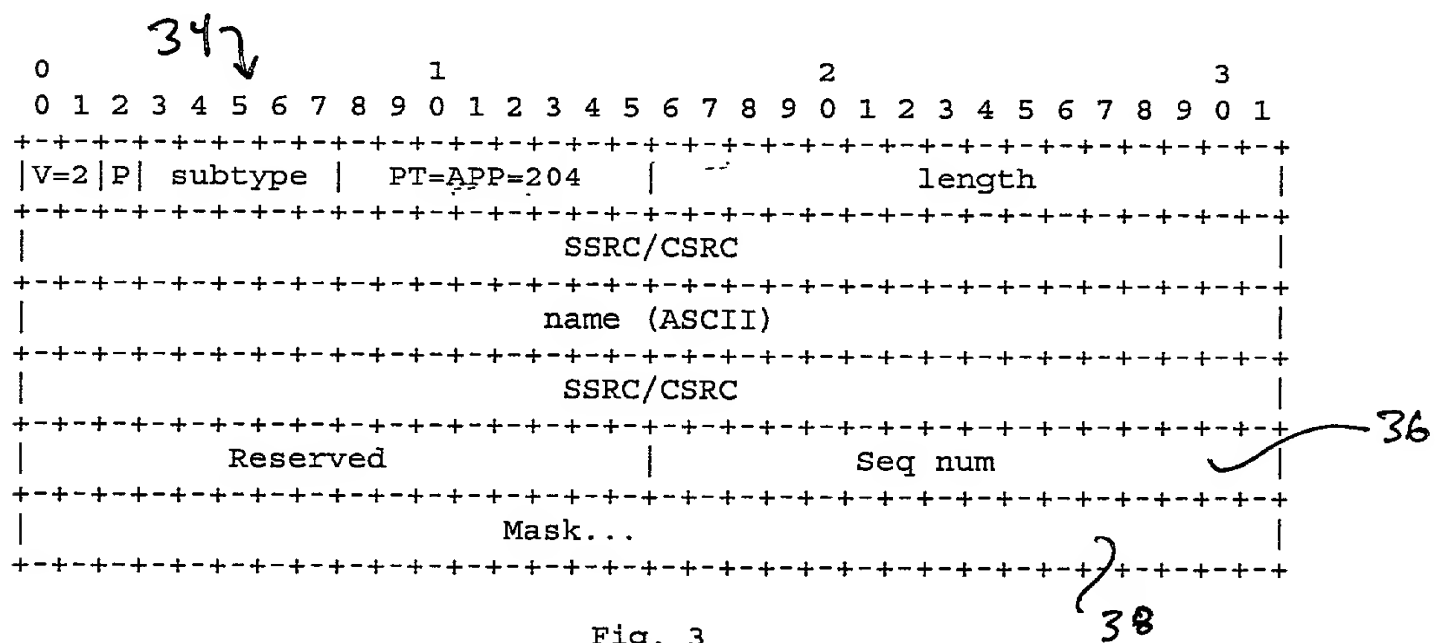 34
0 1 2 3
0 1 2 3 4 5 6 7 8 9 0 1 2 3 4 5 6 7 8 9 0 1 2 3 4 5 6 7 8 9 0 1
+-+-+-+-+-+-+-+-+-+-+-+-+-+-+-+-+-+-+-+-+-+-+-+-+-+-+-+-+-+-+-+-+
|V=2|P| subtype | PT=APP=204 | length |
+-+-+-+-+-+-+-+-+-+-+-+-+-+-+-+-+-+-+-+-+-+-+-+-+-+-+-+-+-+-+-+-+
| SSRC/CSRC |
+-+-+-+-+-+-+-+-+-+-+-+-+-+-+-+-+-+-+-+-+-+-+-+-+-+-+-+-+-+-+-+-+
| name (ASCII) |
+-+-+-+-+-+-+-+-+-+-+-+-+-+-+-+-+-+-+-+-+-+-+-+-+-+-+-+-+-+-+-+-+
| SSRC/CSRC |
+-+-+-+-+-+-+-+-+-+-+-+-+-+-+-+-+-+-+-+-+-+-+-+-+-+-+-+-+-+-+-+-+
36
| Reserved | Seq num |
+-+-+-+-+-+-+-+-+-+-+-+-+-+-+-+-+-+-+-+-+-+-+-+-+-+-+-+-+-+-+-+-+
| Mask... |
+-+-+-+-+-+-+-+-+-+-+-+-+-+-+-+-+-+-+-+-+-+-+-+-+-+-+-+-+-+-+-+-+
38
Fig. 3